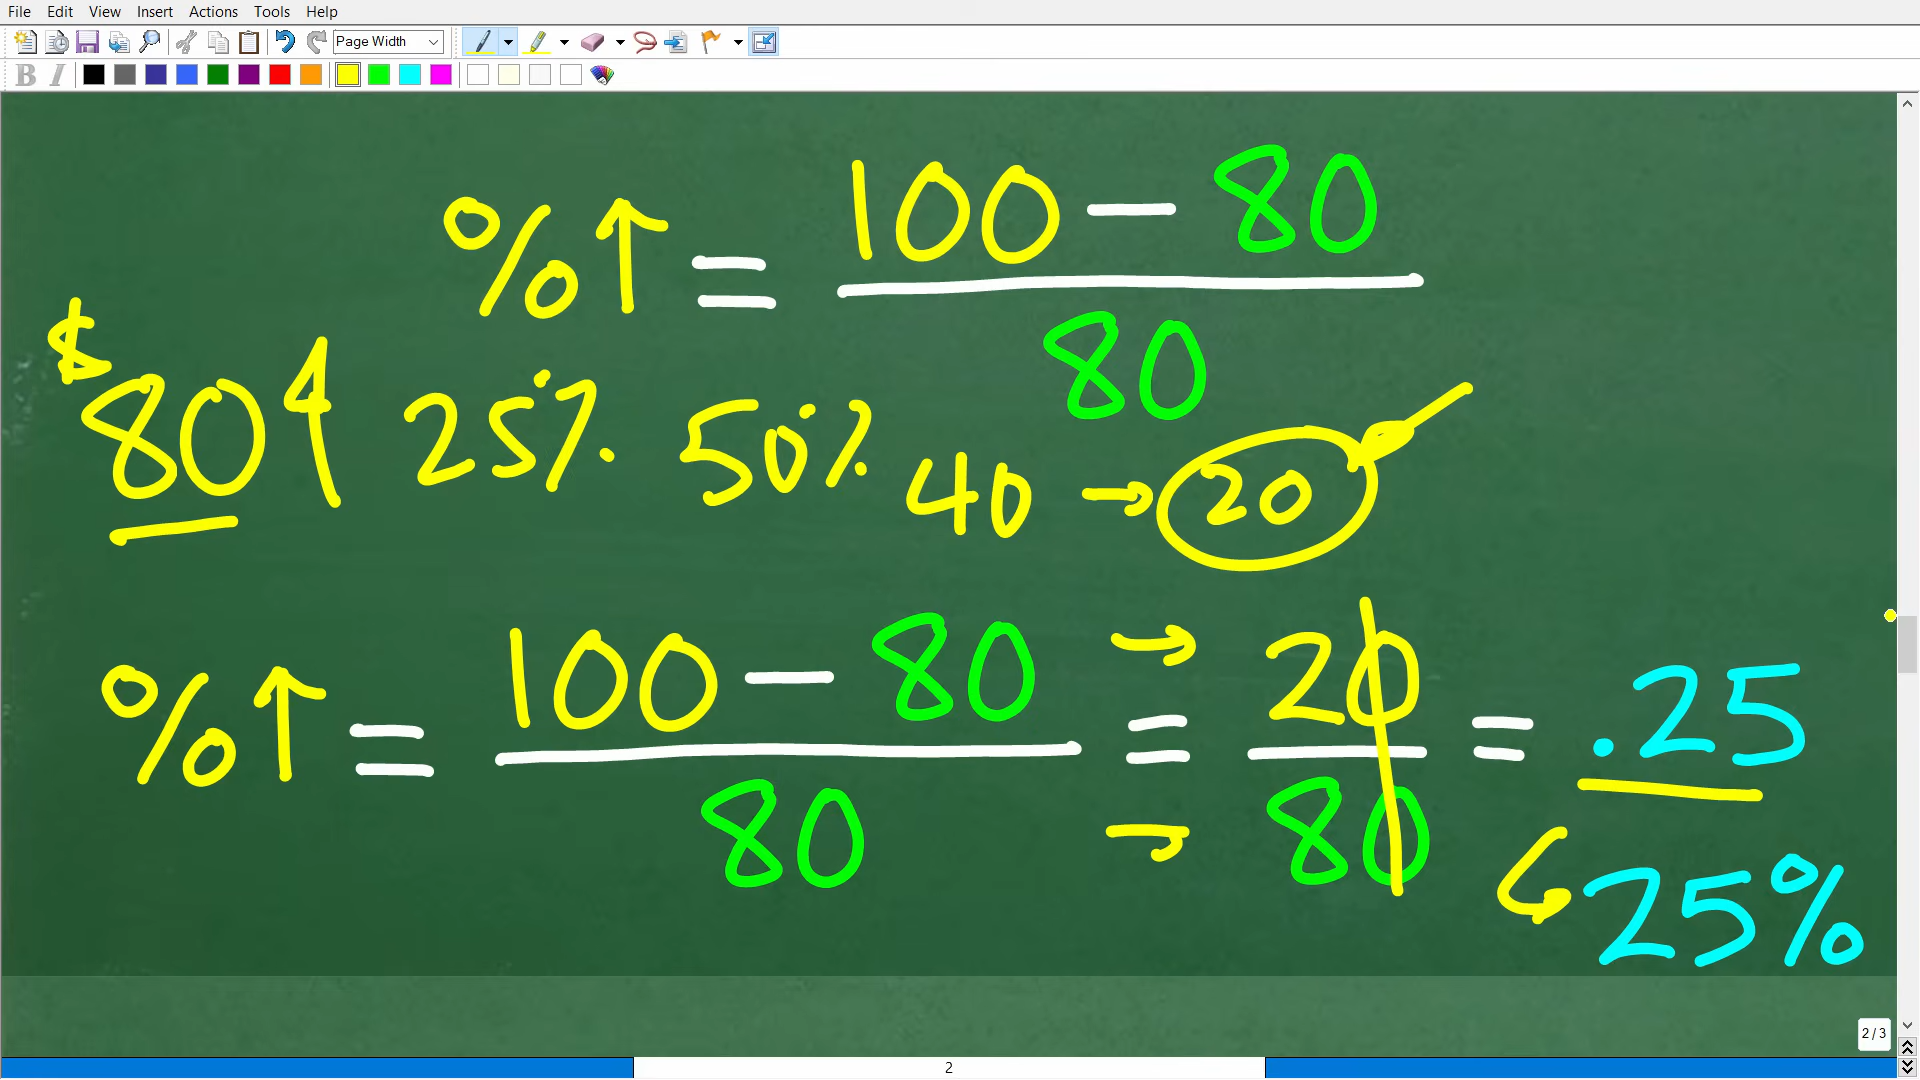 File Edit View Insert Actions Tools Help
Page Width
B I
%↑ = 100 - 80
80
$80 ↑ 25% 50% 40 → 20
%↑ = 100 - 80 → = 20 = .25
80 → 80
25%
2 / 3
2